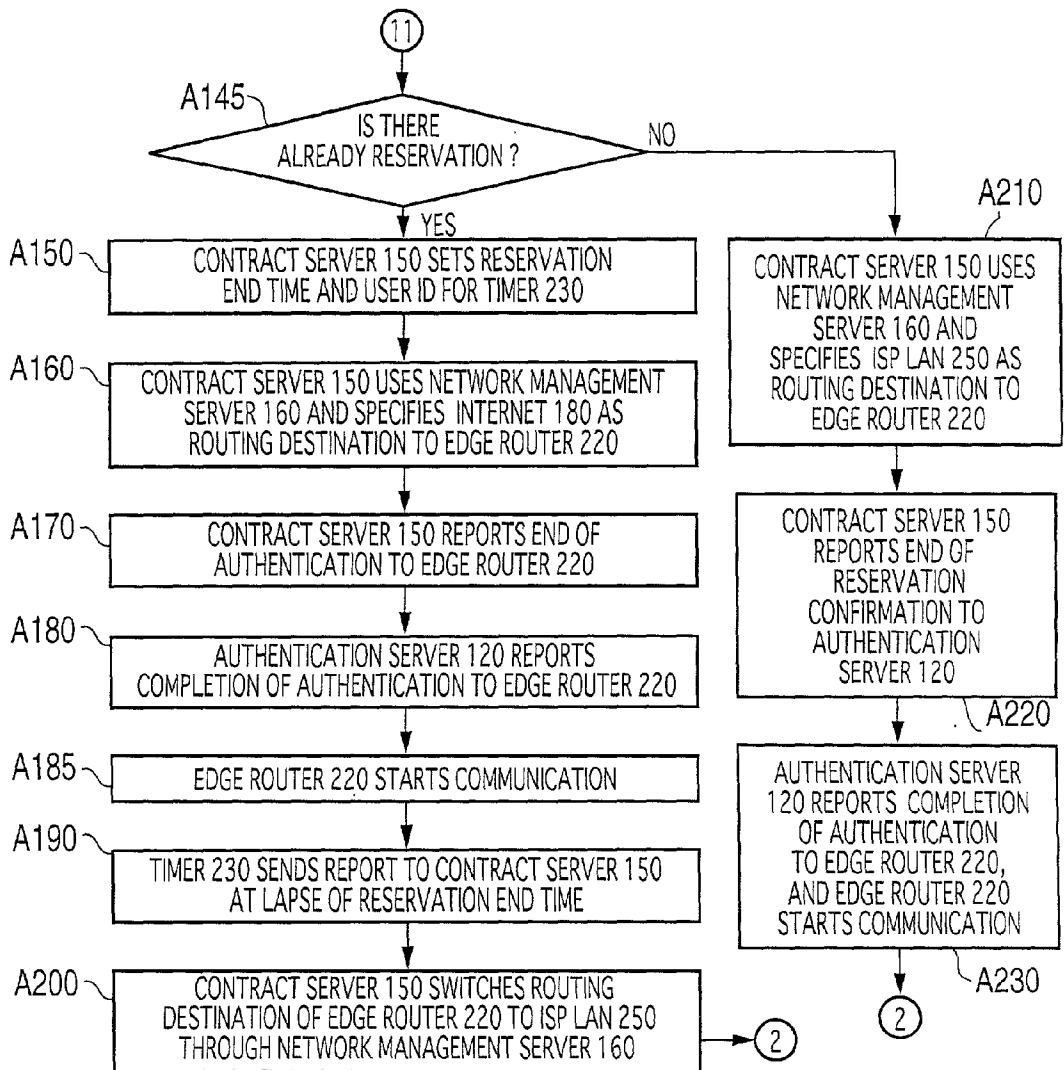 11
A145
IS THERE
ALREADY RESERVATION ?
NO
YES
A150
CONTRACT SERVER 150 SETS RESERVATION
END TIME AND USER ID FOR TIMER 230
A160
CONTRACT SERVER 150 USES NETWORK MANAGEMENT
SERVER 160 AND SPECIFIES INTERNET 180 AS
ROUTING DESTINATION TO EDGE ROUTER 220
A170
CONTRACT SERVER 150 REPORTS END OF
AUTHENTICATION TO EDGE ROUTER 220
A180
AUTHENTICATION SERVER 120 REPORTS
COMPLETION OF AUTHENTICATION TO EDGE ROUTER 220
A185
EDGE ROUTER 220 STARTS COMMUNICATION
A190
TIMER 230 SENDS REPORT TO CONTRACT SERVER 150
AT LAPSE OF RESERVATION END TIME
A200
CONTRACT SERVER 150 SWITCHES ROUTING
DESTINATION OF EDGE ROUTER 220 TO ISP LAN 250
THROUGH NETWORK MANAGEMENT SERVER 160
2
A210
CONTRACT SERVER 150 USES
NETWORK MANAGEMENT
SERVER 160 AND
SPECIFIES ISP LAN 250 AS
ROUTING DESTINATION TO
EDGE ROUTER 220
CONTRACT SERVER 150
REPORTS END OF
RESERVATION
CONFIRMATION TO
AUTHENTICATION
SERVER 120
A220
AUTHENTICATION SERVER
120 REPORTS COMPLETION
OF AUTHENTICATION
TO EDGE ROUTER 220,
AND EDGE ROUTER 220
STARTS COMMUNICATION
A230
2